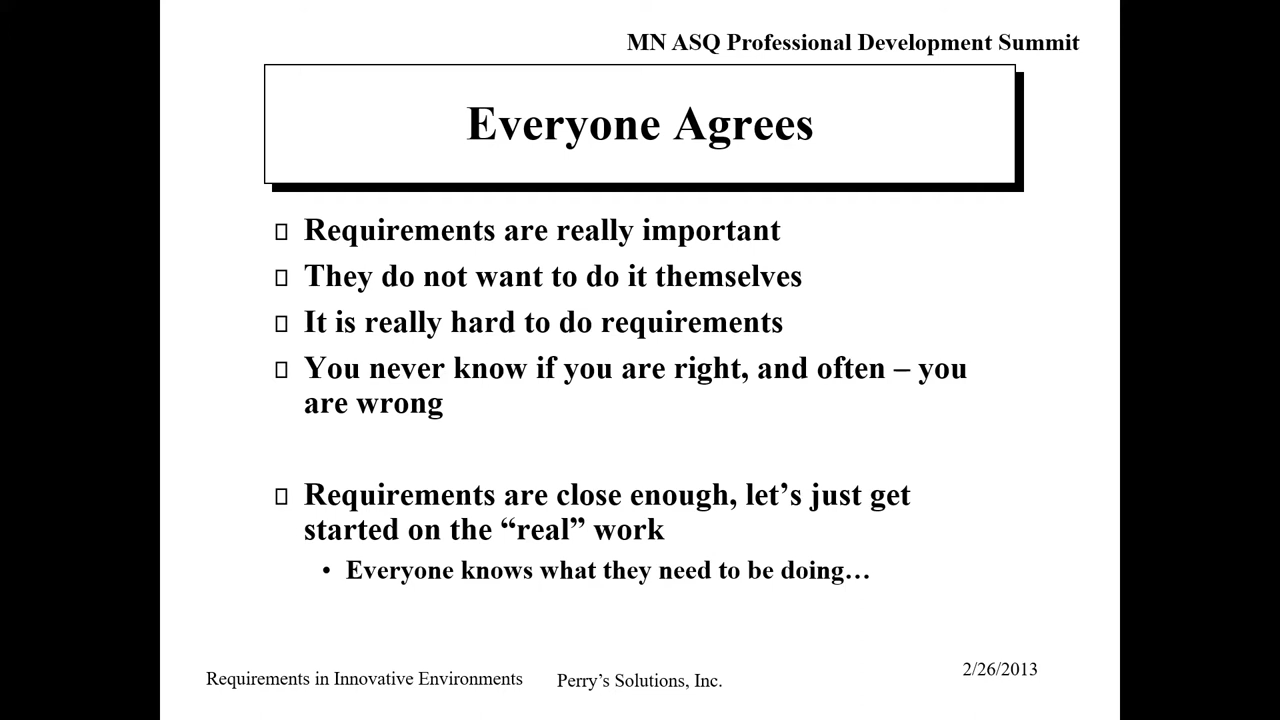 MN ASQ Professional Development Summit
Everyone Agrees
Requirements are really important
They do not want to do it themselves
It is really hard to do requirements
You never know if you are right, and often – you
are wrong
Requirements are close enough, let’s just get
started on the “real” work
• Everyone knows what they need to be doing…
Requirements in Innovative Environments
Perry’s Solutions, Inc.
2/26/2013